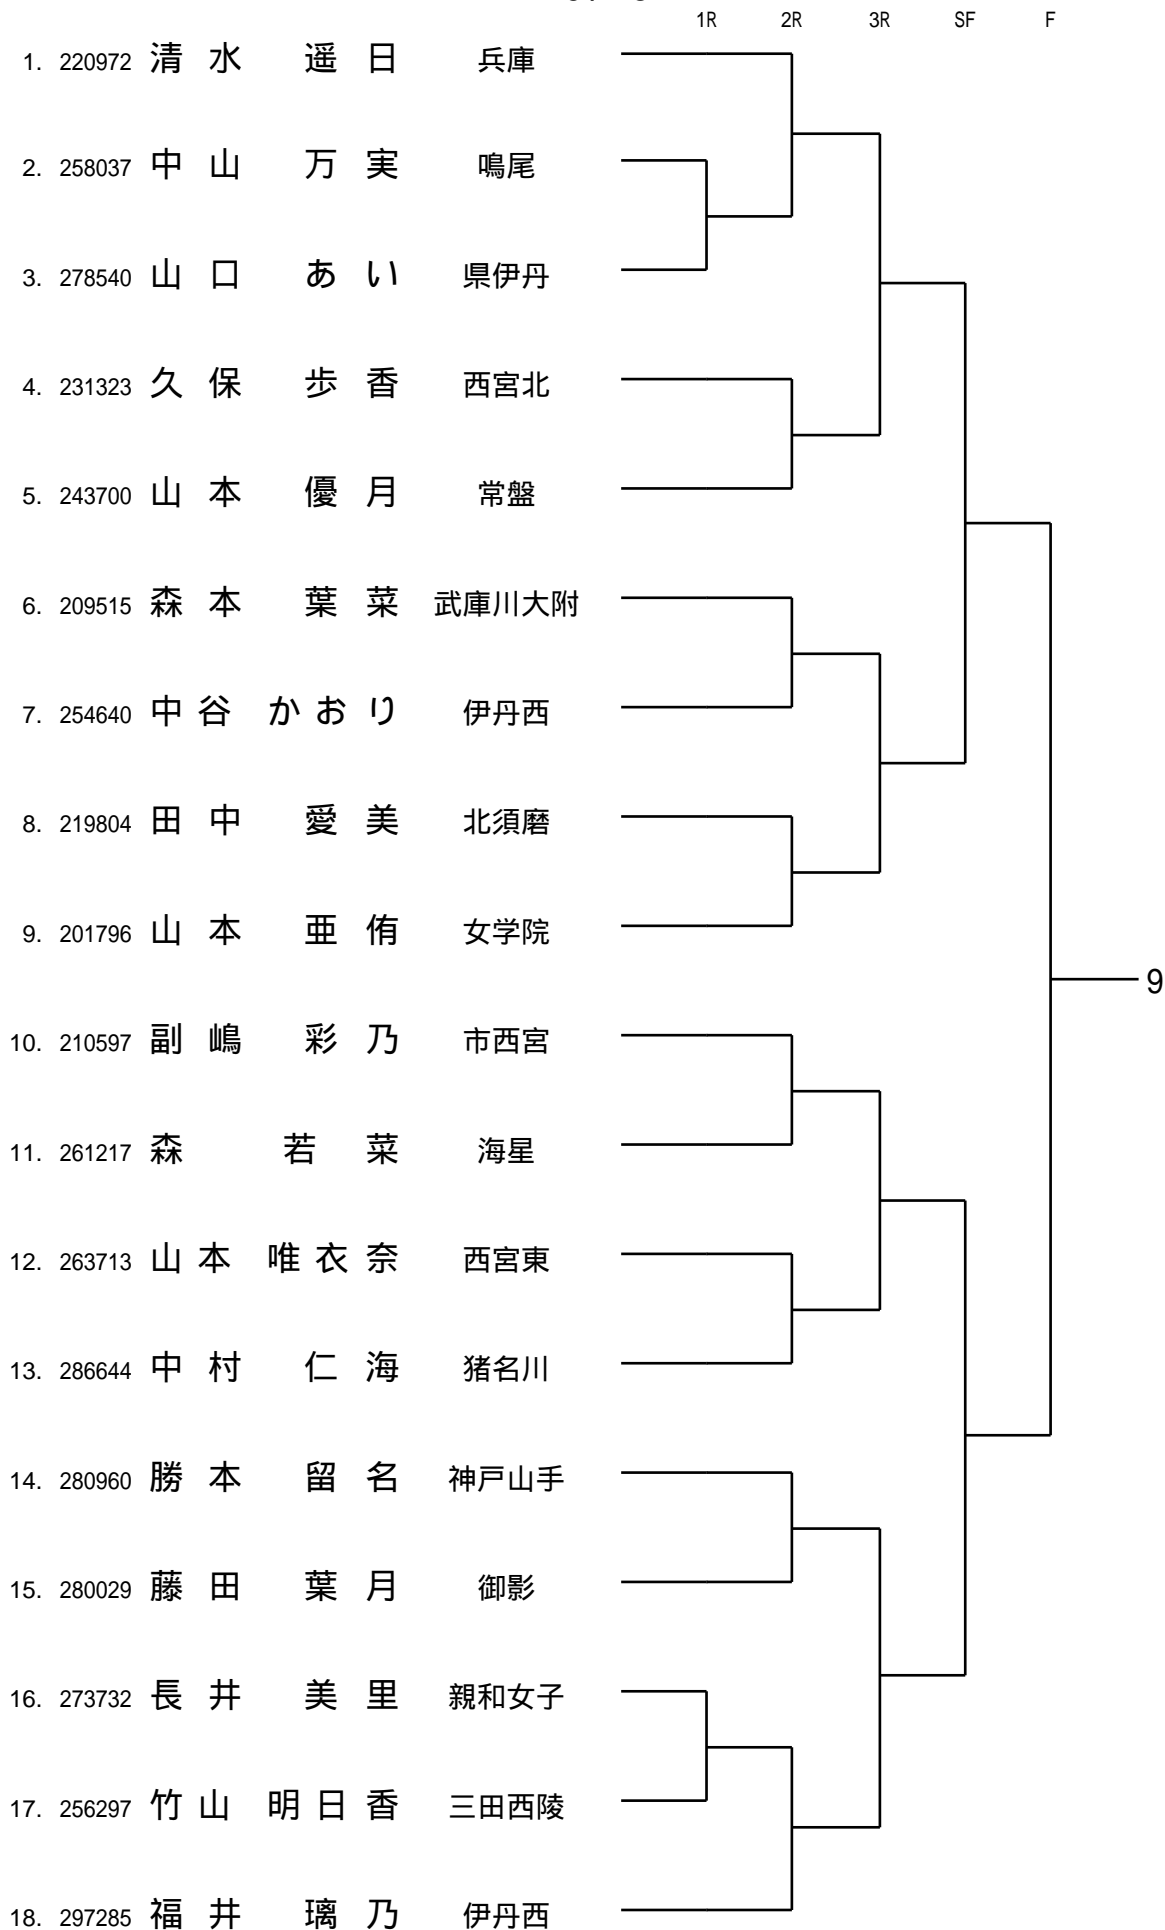 1R 2R 3R SF F
1. 220972 清水 遥日 兵庫
2. 258037 中山 万実 鳴尾
3. 278540 山口 あい 県伊丹
4. 231323 久保 歩香 西宮北
5. 243700 山本 優月 常盤
6. 209515 森本 葉菜 武庫川大附
7. 254640 中谷 かおり 伊丹西
8. 219804 田中 愛美 北須磨
9. 201796 山本 亜侑 女学院
9
10. 210597 副嶋 彩乃 市西宮
11. 261217 森 若菜 海星
12. 263713 山本 唯衣奈 西宮東
13. 286644 中村 仁海 猪名川
14. 280960 勝本 留名 神戸山手
15. 280029 藤田 葉月 御影
16. 273732 長井 美里 親和女子
17. 256297 竹山 明日香 三田西陵
18. 297285 福井 璃乃 伊丹西